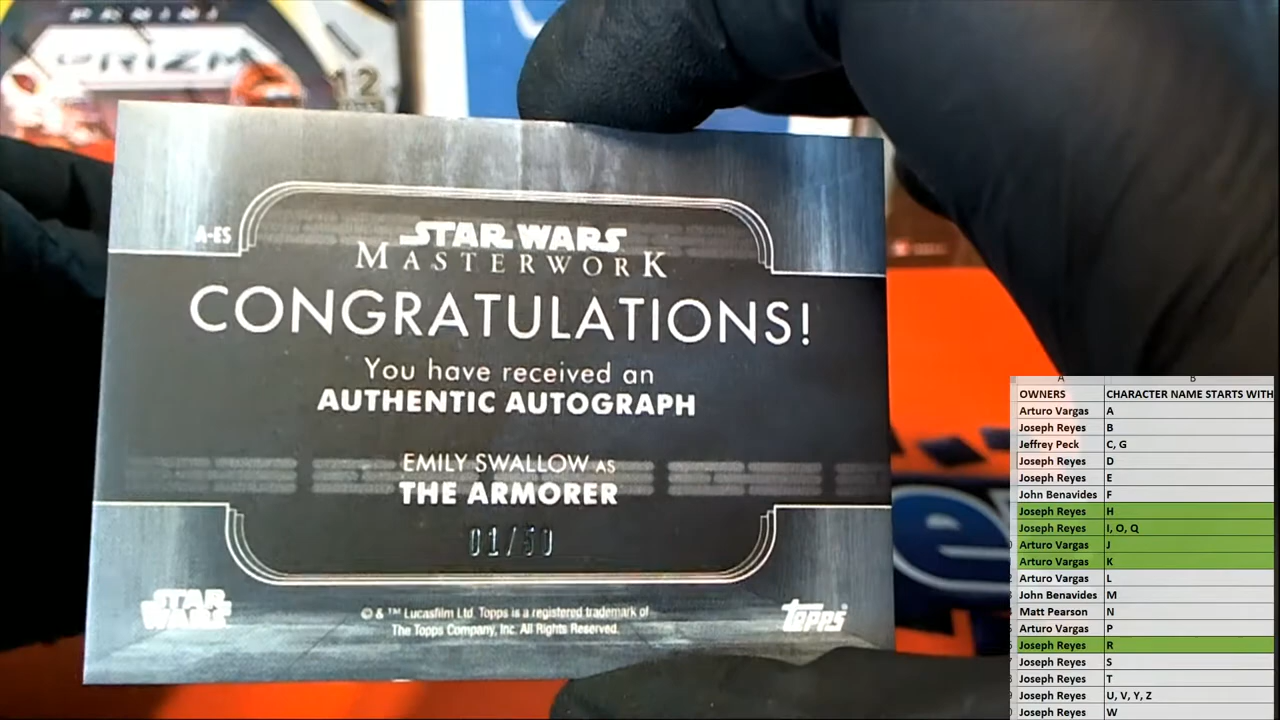 PANINI
PRIZM
12
A-ES
STAR WARS
MASTERWORK
CONGRATULATIONS!
You have received an
AUTHENTIC AUTOGRAPH
EMILY SWALLOW AS
THE ARMORER
01/50
STAR
WARS
© & ™ Lucasfilm Ltd. Topps is a registered trademark of
The Topps Company, Inc. All Rights Reserved.
Topps
A B
OWNERS CHARACTER NAME STARTS WITH
Arturo Vargas A
Joseph Reyes B
Jeffrey Peck C, G
Joseph Reyes D
Joseph Reyes E
John Benavides F
Joseph Reyes H
Joseph Reyes I, O, Q
Arturo Vargas J
Arturo Vargas K
Arturo Vargas L
John Benavides M
Matt Pearson N
Arturo Vargas P
Joseph Reyes R
Joseph Reyes S
Joseph Reyes T
Joseph Reyes U, V, Y, Z
Joseph Reyes W